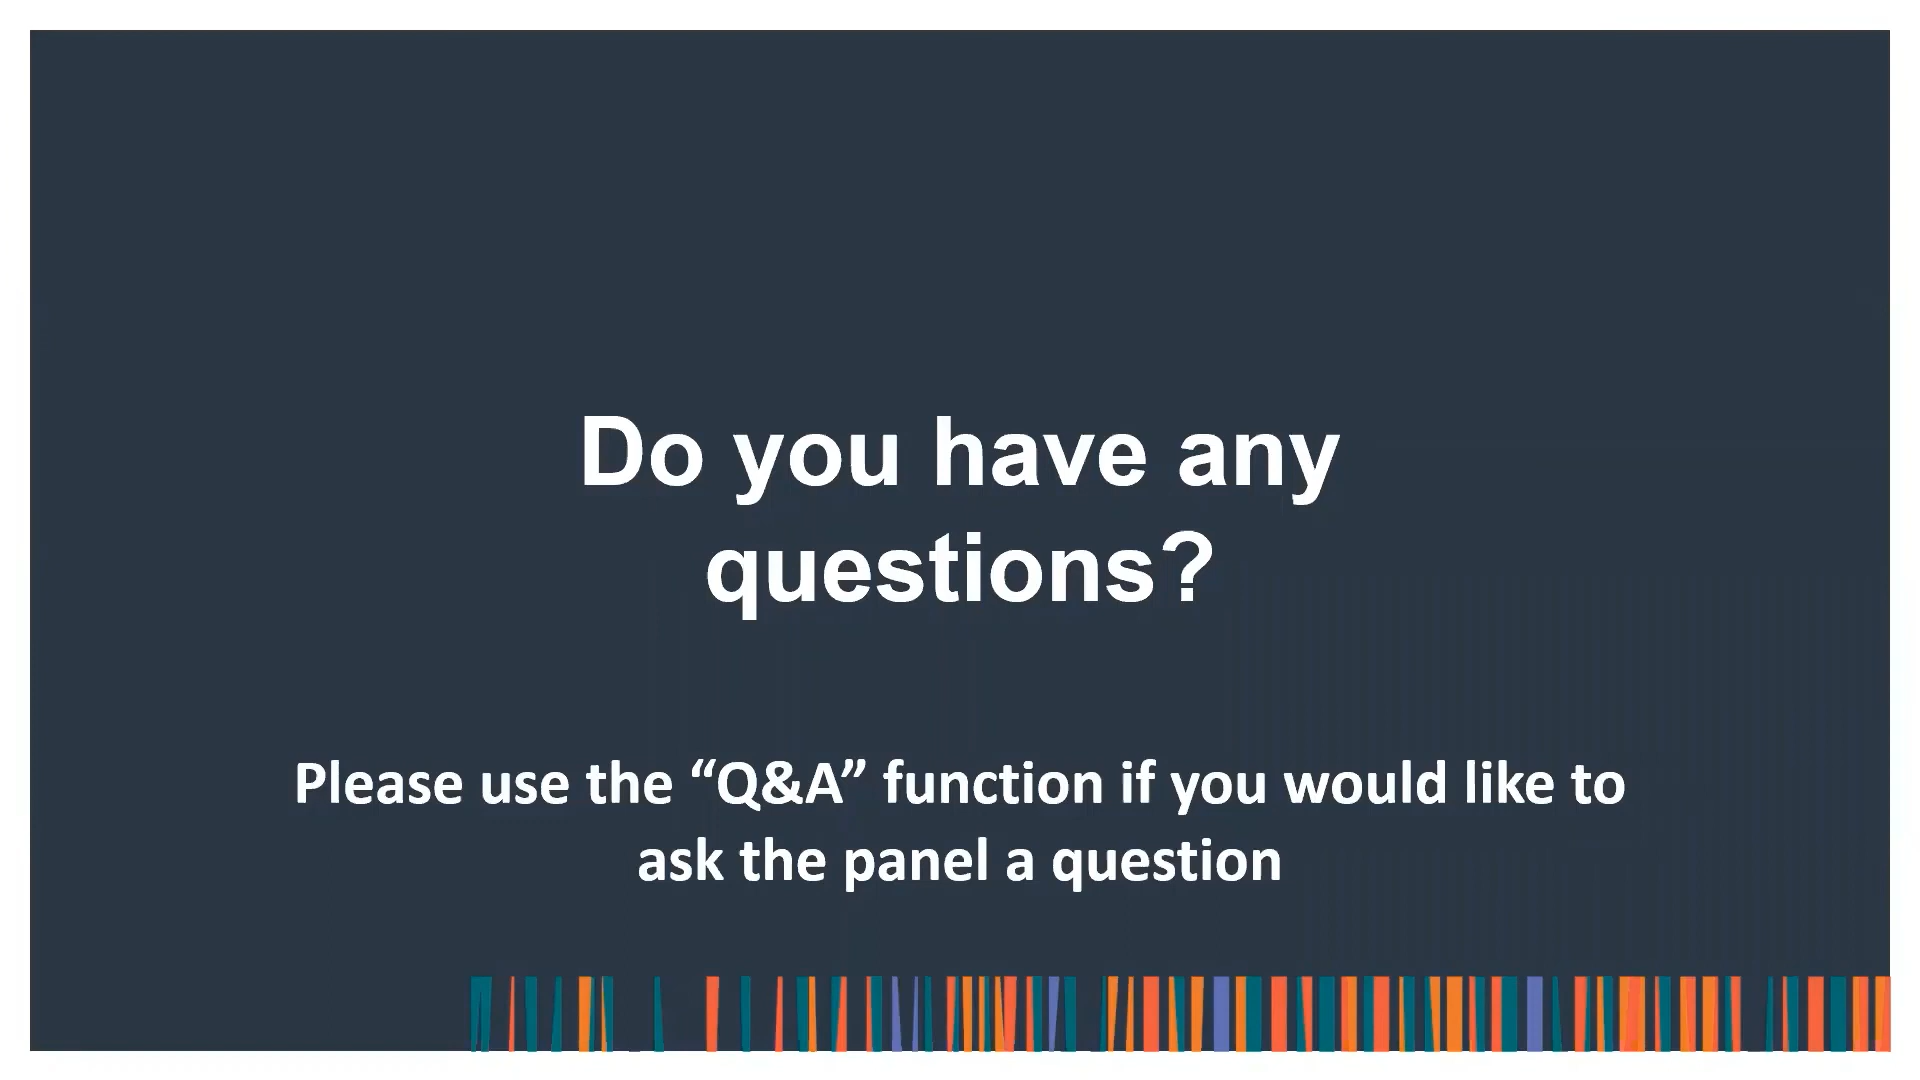 Do you have any
questions?
Please use the “Q&A” function if you would like to
ask the panel a question